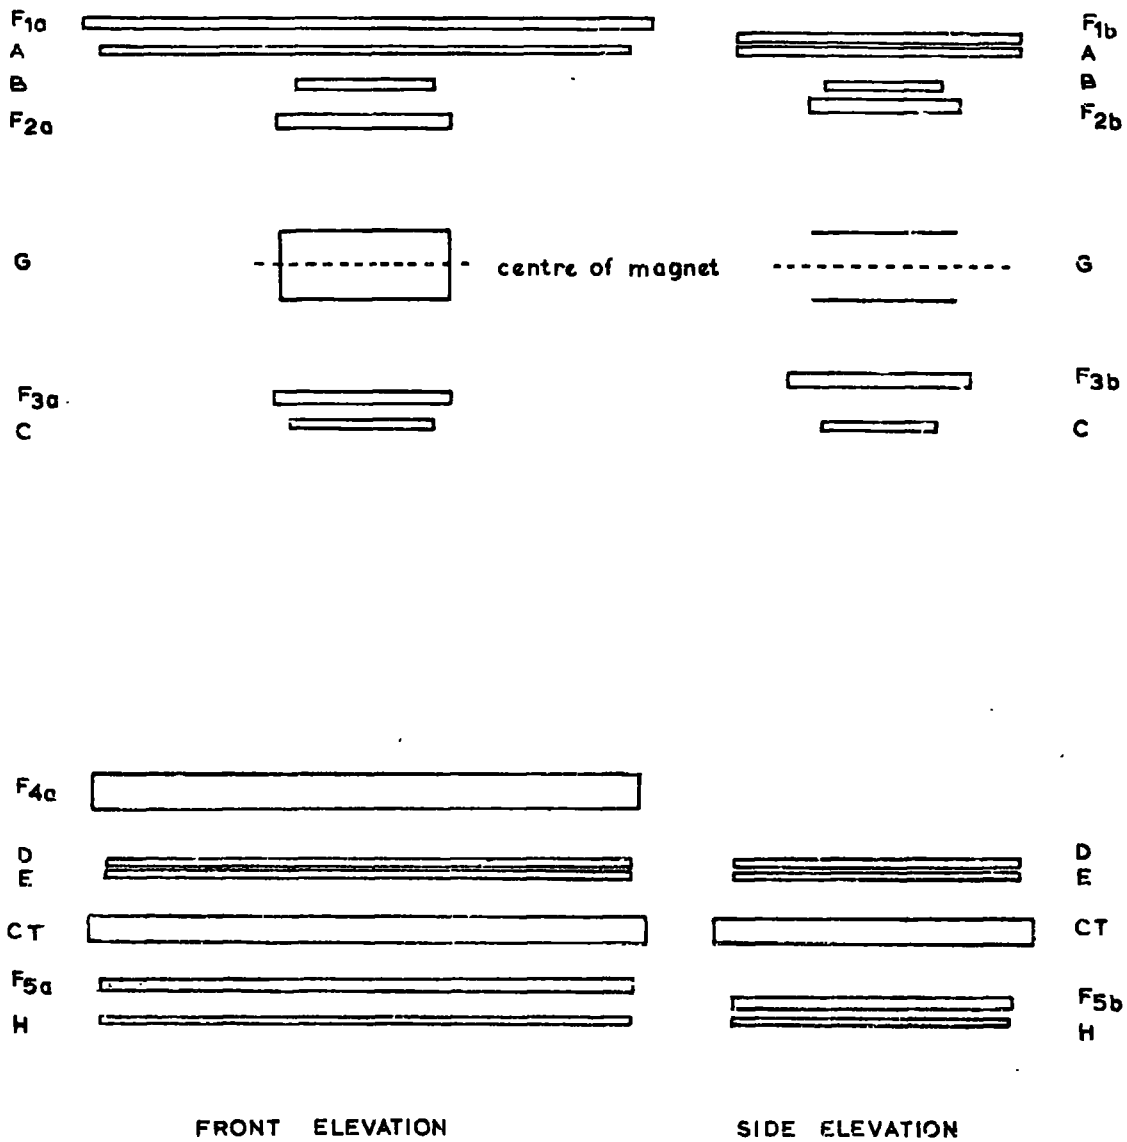 F1a
F1b
A
A
B
B
F2a
F2b
G
centre of magnet
G
F3a
F3b
C
C
F4a
D
D
E
E
CT
CT
F5a
F5b
H
H
FRONT ELEVATION
SIDE ELEVATION